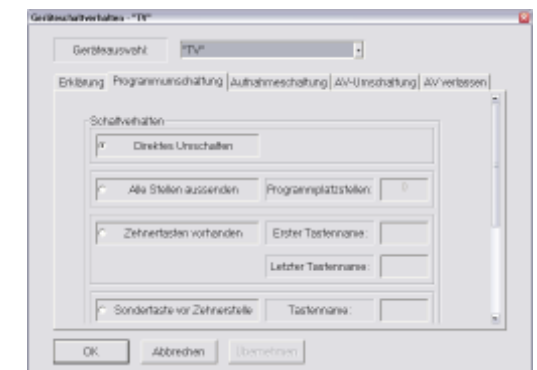 Geräteschaltverhalten - "TV"
Geräteauswahl: "TV"
Erklärung Programmumschaltung Aufnahmeschaltung AV-Umschaltung AV verlassen
Schaltverhalten
Direktes Umschalten
Alle Stellen aussenden Programmplatzstellen: 0
Zehnertasten vorhanden Erster Tastenname:
Letzter Tastenname:
Sondertaste vor Zehnerstelle Tastenname:
OK Abbrechen Übernehmen